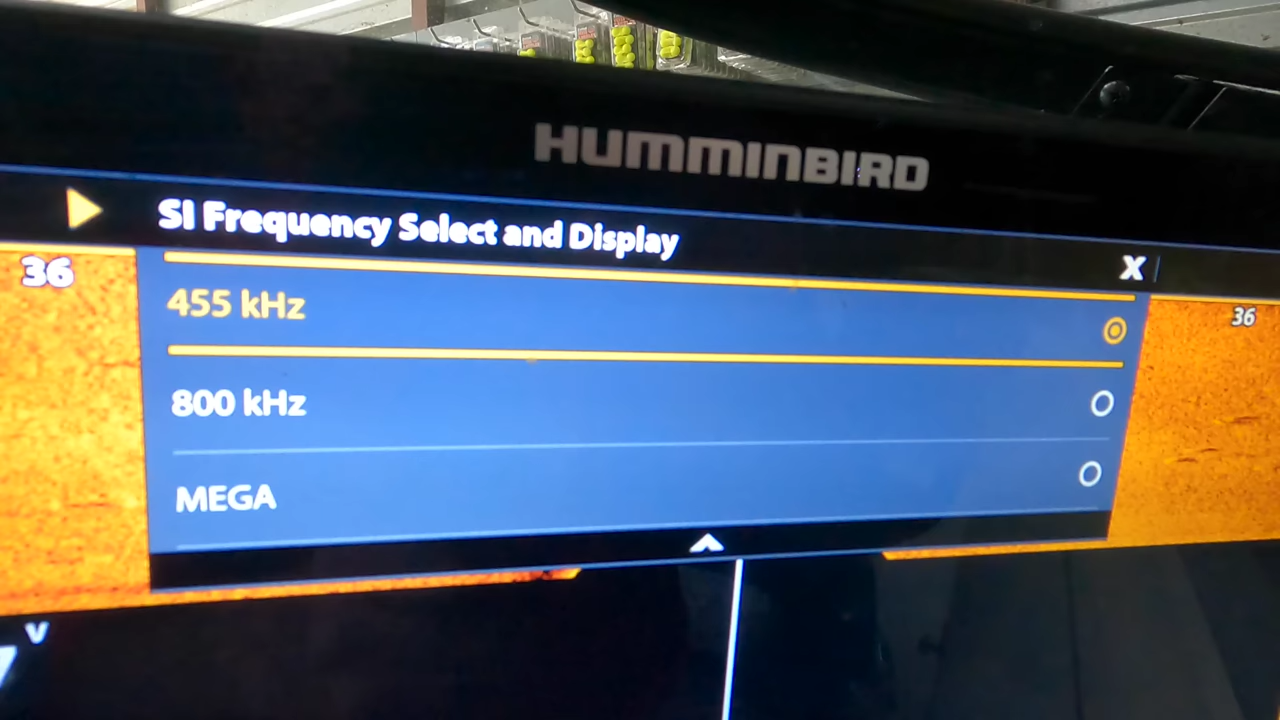 HUMMINBIRD
SI Frequency Select and Display
X
36
36
455 kHz
800 kHz
MEGA
V